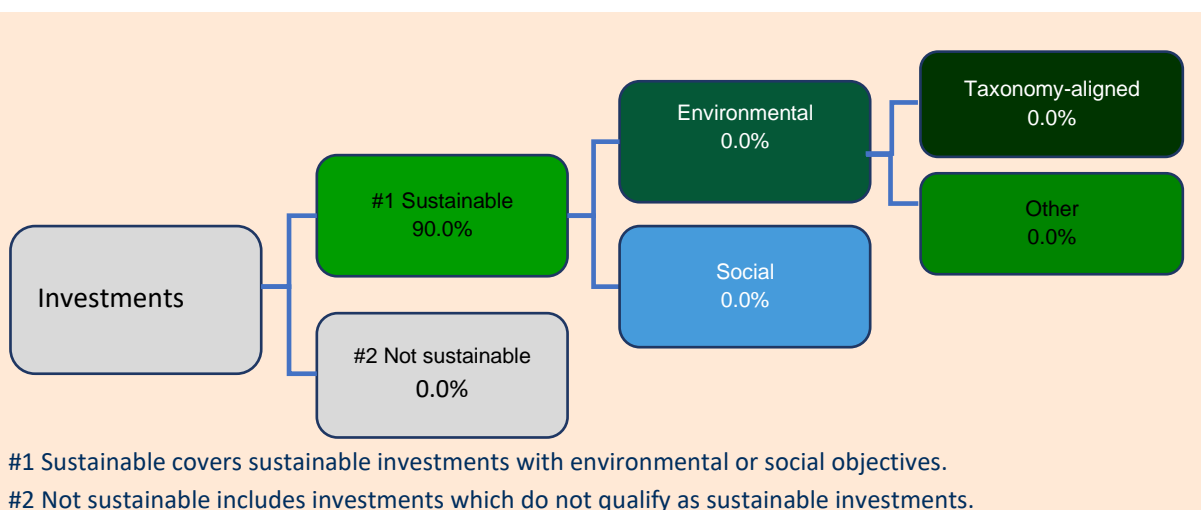 Investments
#1 Sustainable
90.0%
#2 Not sustainable
0.0%
Environmental
0.0%
Social
0.0%
Taxonomy-aligned
0.0%
Other
0.0%
#1 Sustainable covers sustainable investments with environmental or social objectives.
#2 Not sustainable includes investments which do not qualify as sustainable investments.